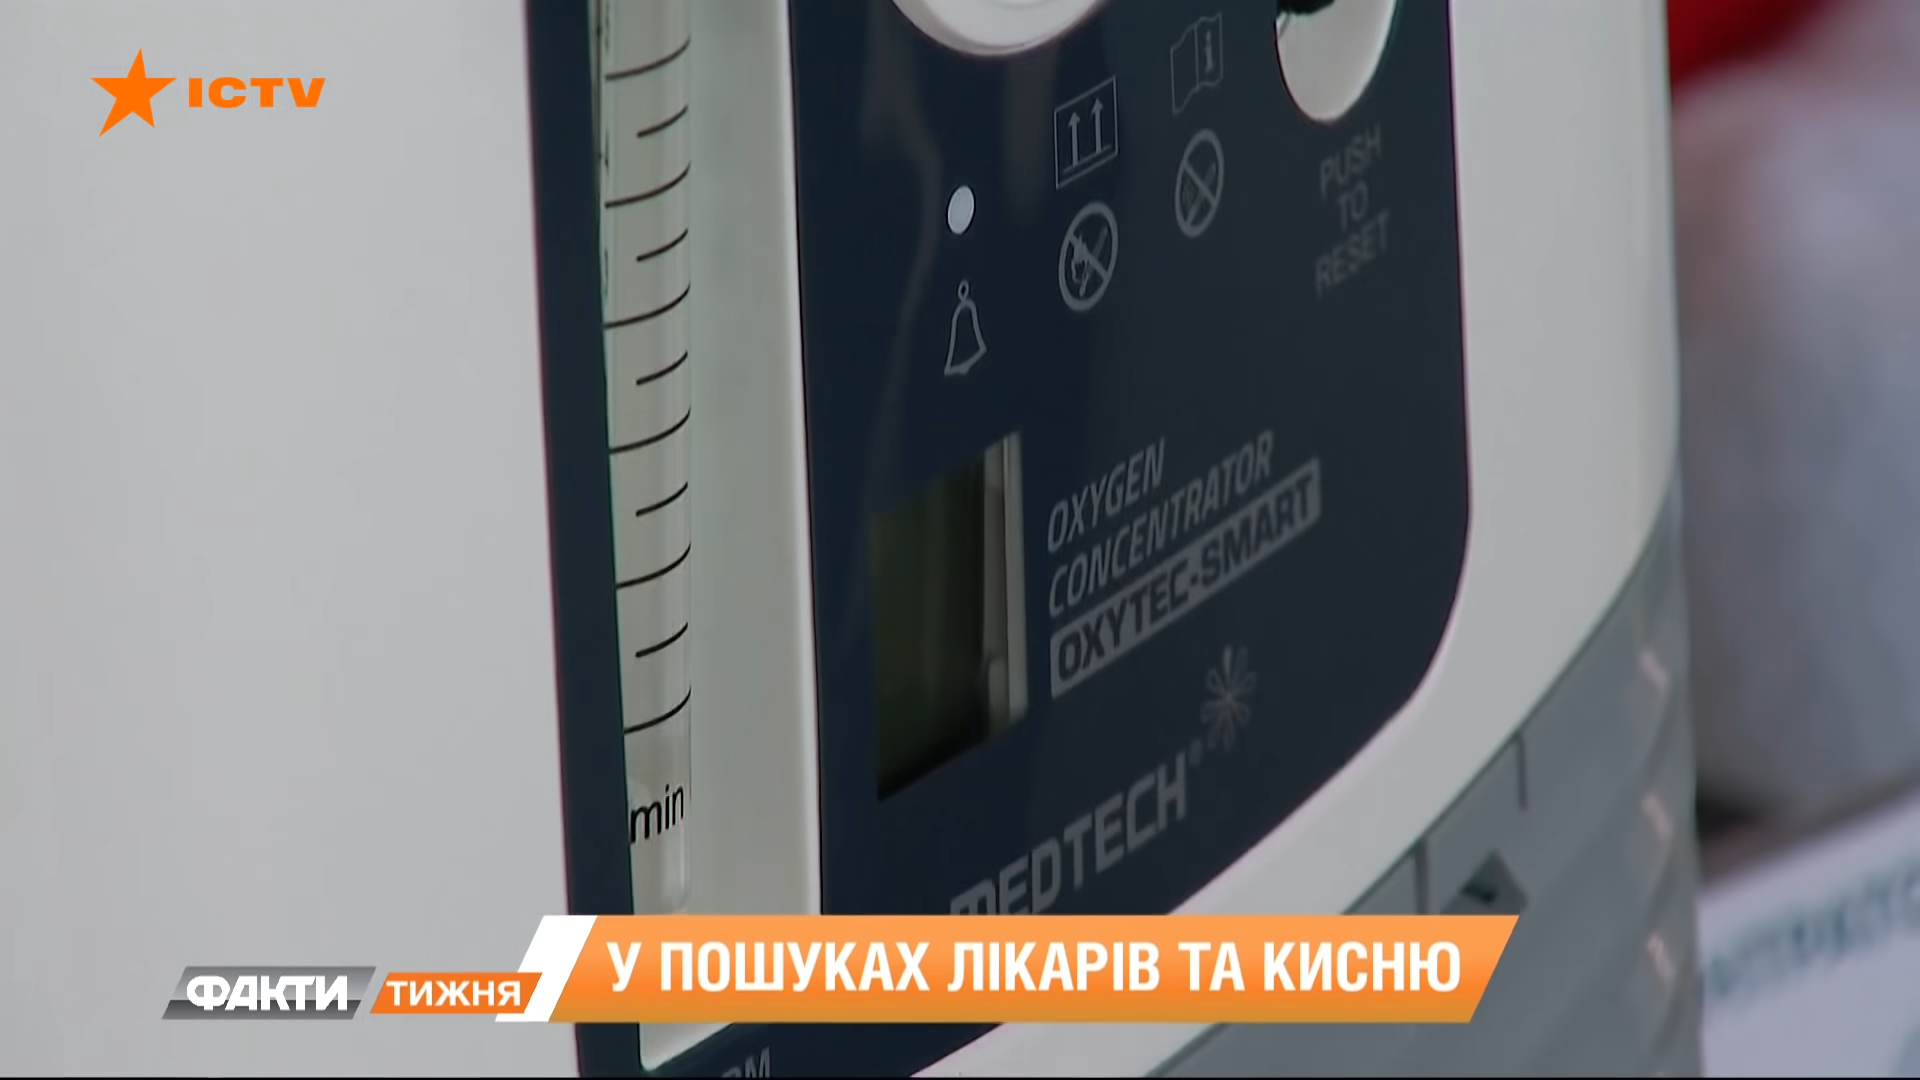 ICTV
PUSH
TO
RESET
OXYGEN
CONCENTRATOR
OXYTEC-SMART
MEDTECH®
min
У ПОШУКАХ ЛІКАРІВ ТА КИСНЮ
ФАКТИ ТИЖНЯ